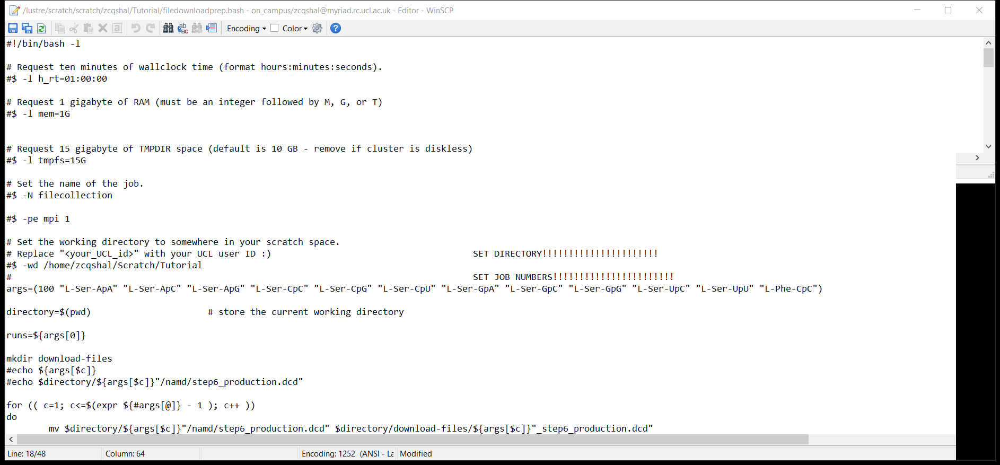 /lustre/scratch/scratch/zcqshal/Tutorial/filedownloadprep.bash - on_campus/zcqshal@myriad.rc.ucl.ac.uk - Editor - WinSCP
Encoding Color
#!/bin/bash -l
# Request ten minutes of wallclock time (format hours:minutes:seconds).
#$ -l h_rt=01:00:00
# Request 1 gigabyte of RAM (must be an integer followed by M, G, or T)
#$ -l mem=1G
# Request 15 gigabyte of TMPDIR space (default is 10 GB - remove if cluster is diskless)
#$ -l tmpfs=15G
# Set the name of the job.
#$ -N filecollection
#$ -pe mpi 1
# Set the working directory to somewhere in your scratch space.
# Replace "<your_UCL_id>" with your UCL user ID :) SET DIRECTORY!!!!!!!!!!!!!!!!!!!!!!
#$ -wd /home/zcqshal/Scratch/Tutorial
# SET JOB NUMBERS!!!!!!!!!!!!!!!!!!!!!!!
args=(100 "L-Ser-ApA" "L-Ser-ApC" "L-Ser-ApG" "L-Ser-CpC" "L-Ser-CpG" "L-Ser-CpU" "L-Ser-GpA" "L-Ser-GpC" "L-Ser-GpG" "L-Ser-UpC" "L-Ser-UpU" "L-Phe-CpC")
directory=$(pwd) # store the current working directory
runs=${args[0]}
mkdir download-files
#echo ${args[$c]}
#echo $directory/${args[$c]}"/namd/step6_production.dcd"
for (( c=1; c<=$(expr ${#args[@]} - 1 ); c++ ))
do
mv $directory/${args[$c]}"/namd/step6_production.dcd" $directory/download-files/${args[$c]}"_step6_production.dcd"
Line: 18/48 Column: 64 Encoding: 1252 (ANSI - La Modified